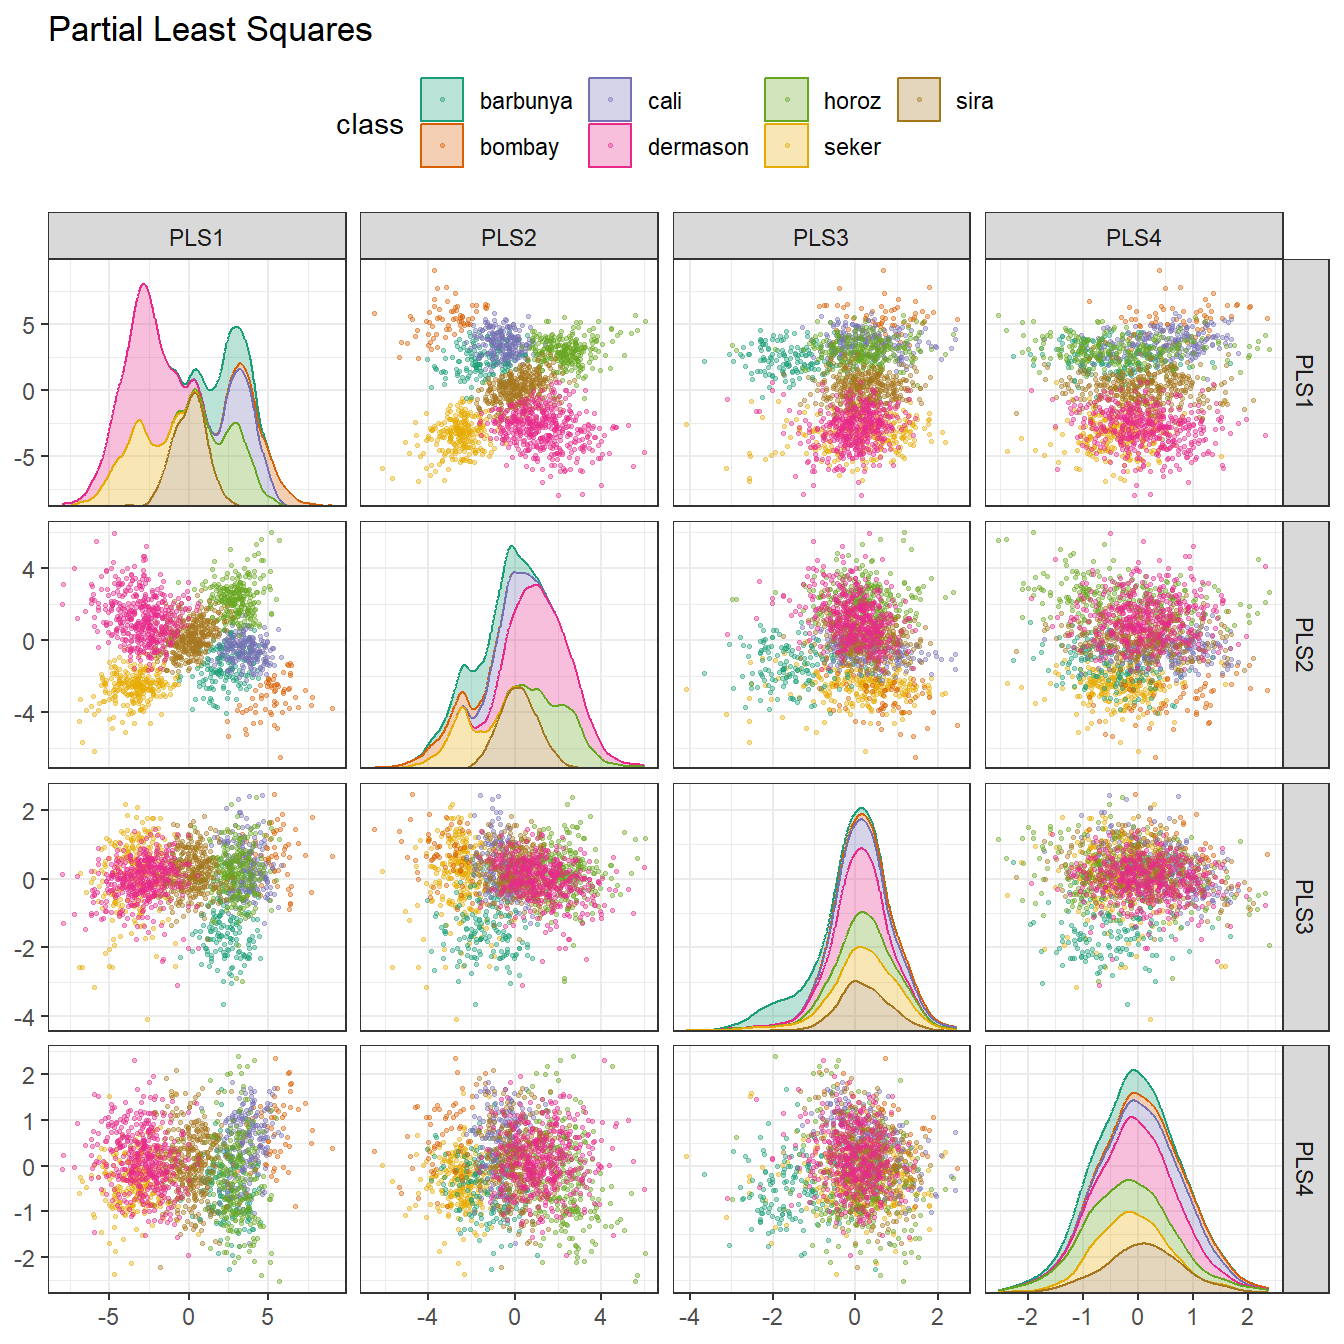 Partial Least Squares
class
barbunya cali horoz sira
bombay dermason seker
PLS1 PLS2 PLS3 PLS4
5
0
-5
PLS1
4
0
-4
PLS2
2
0
-2
-4
PLS3
2
1
0
-1
-2
PLS4
-5 0 5 -4 0 4 -4 -2 0 2 -2 -1 0 1 2